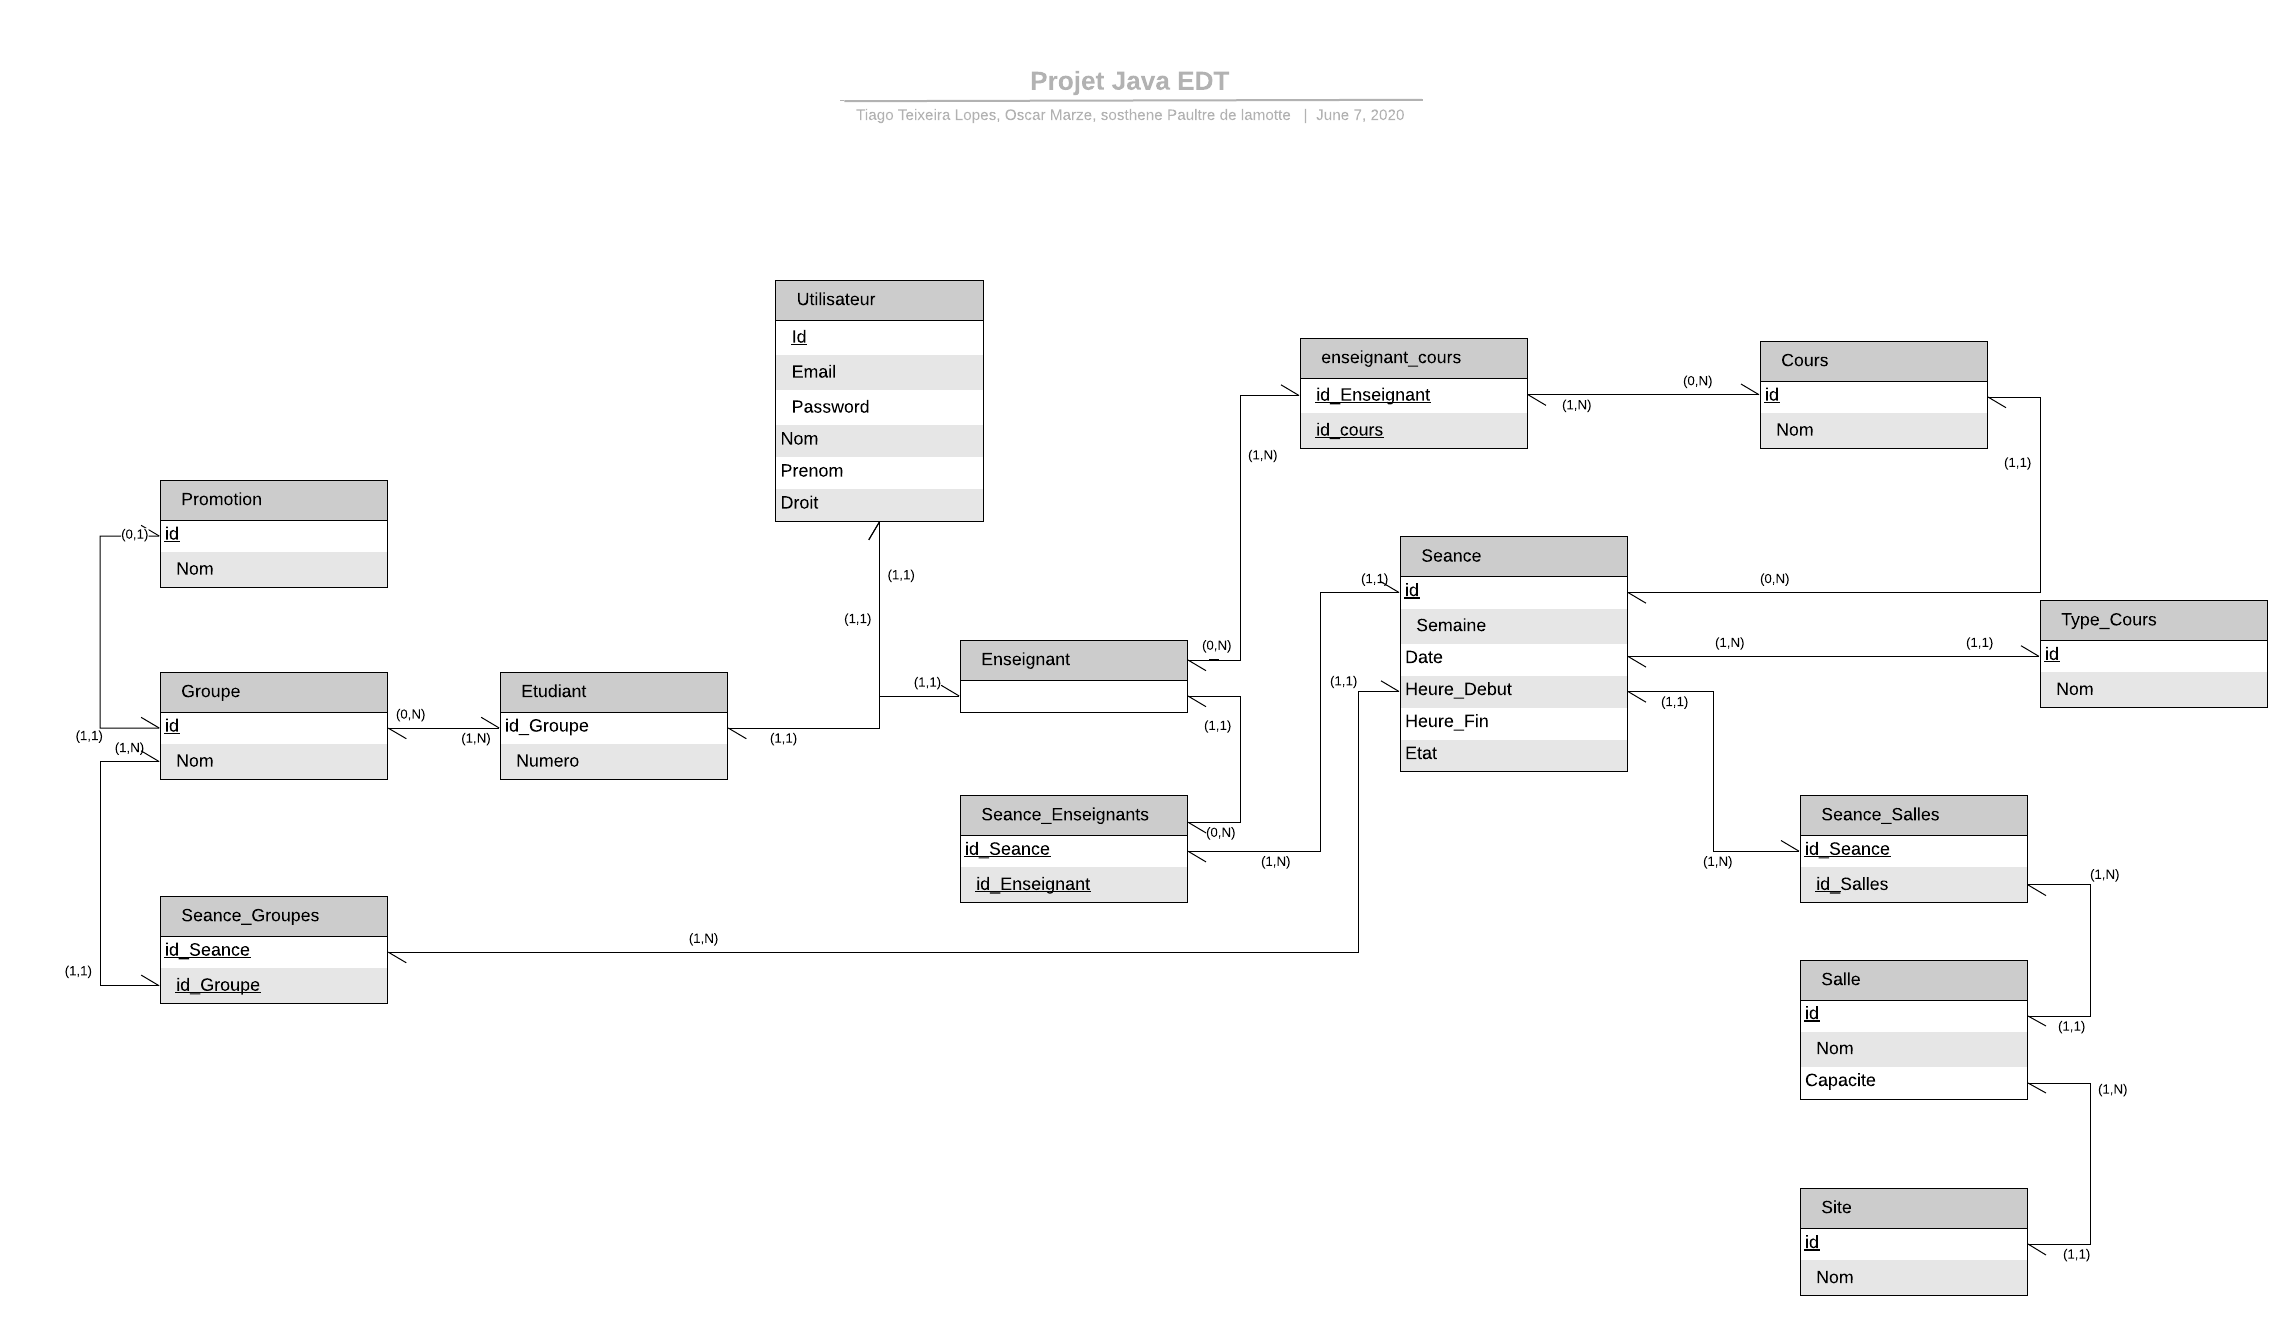 Projet Java EDT
Tiago Teixeira Lopes, Oscar Marze, sosthene Paultre de lamotte | June 7, 2020
Utilisateur
Id
Email
Password
Nom
Prenom
Droit
(1,1)
(1,1)
enseignant_cours
id_Enseignant
id_cours
(1,N)
(0,N)
(1,N)
Cours
id
Nom
(1,1)
Promotion
id
Nom
(0,1)
Seance
id
Semaine
Date
Heure_Debut
Heure_Fin
Etat
(1,1)
(0,N)
(1,N)
(1,1)
(1,1)
(1,1)
Type_Cours
id
Nom
Enseignant
(0,N)
(1,1)
(1,1)
Groupe
id
Nom
(1,1)
(1,N)
(0,N)
(1,N)
Etudiant
id_Groupe
Numero
(1,1)
Seance_Enseignants
id_Seance
id_Enseignant
(0,N)
(1,N)
Seance_Salles
id_Seance
id_Salles
(1,N)
(1,N)
Seance_Groupes
id_Seance
id_Groupe
(1,1)
(1,N)
Salle
id
Nom
Capacite
(1,1)
(1,N)
Site
id
Nom
(1,1)